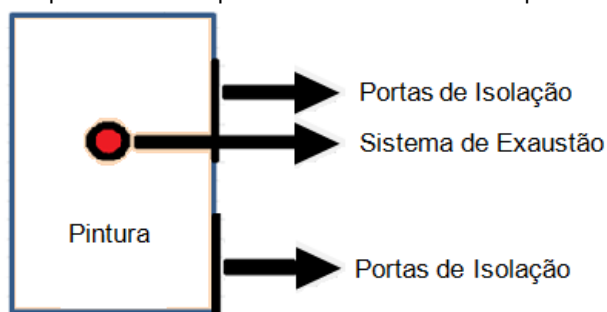 Portas de Isolação
Sistema de Exaustão
Pintura
Portas de Isolação